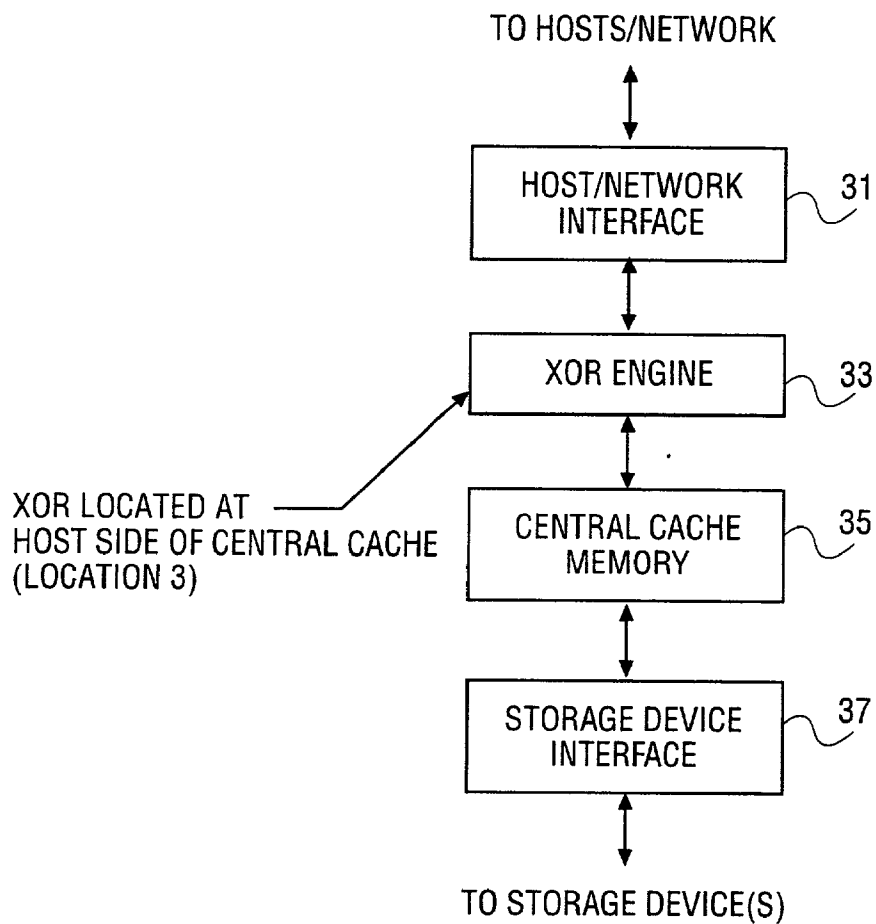 TO HOSTS/NETWORK
HOST/NETWORK
INTERFACE
31
XOR ENGINE
33
XOR LOCATED AT
HOST SIDE OF CENTRAL CACHE
(LOCATION 3)
CENTRAL CACHE
MEMORY
35
STORAGE DEVICE
INTERFACE
37
TO STORAGE DEVICE(S)